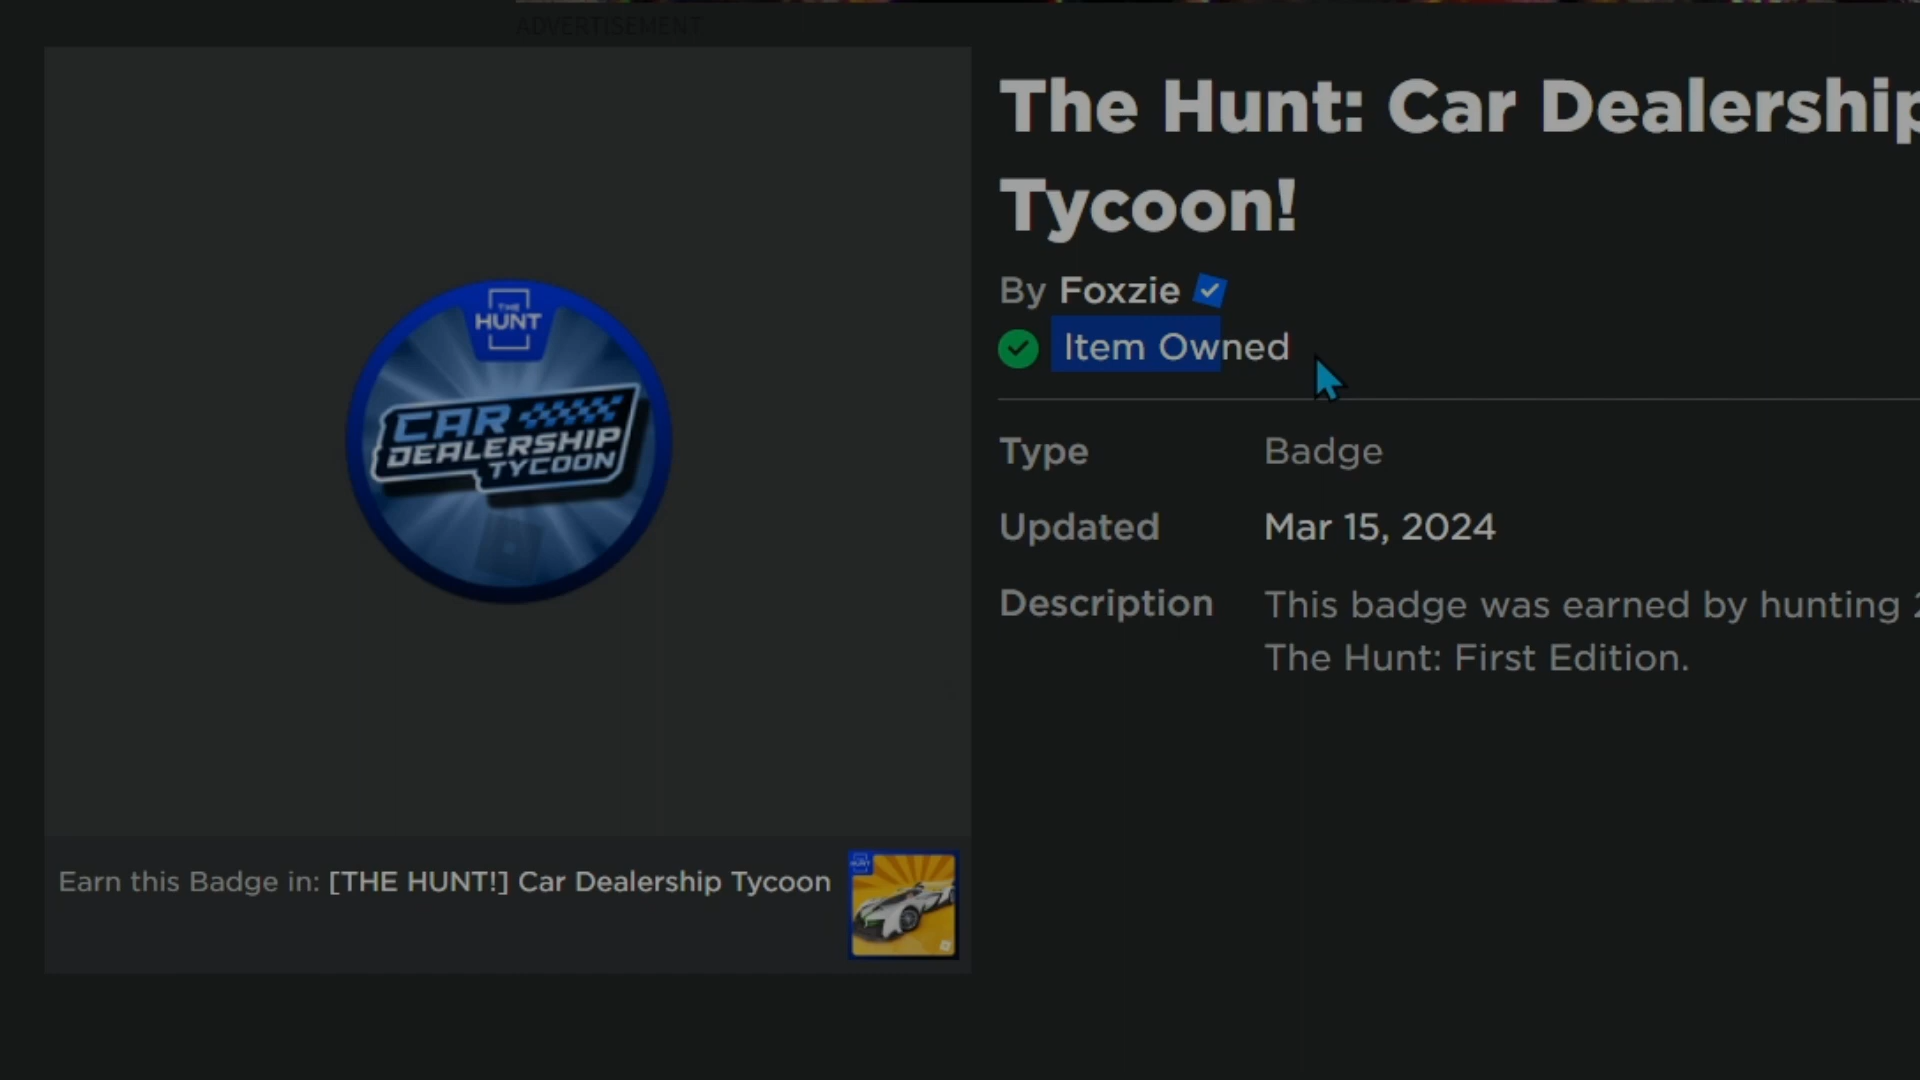 ADVERTISEMENT
The Hunt: Car Dealership
Tycoon!
By Foxzie
Item Owned
Type Badge
Updated Mar 15, 2024
Description This badge was earned by hunting
The Hunt: First Edition.
THE
HUNT
CAR
DEALERSHIP
TYCOON
Earn this Badge in: [THE HUNT!] Car Dealership Tycoon